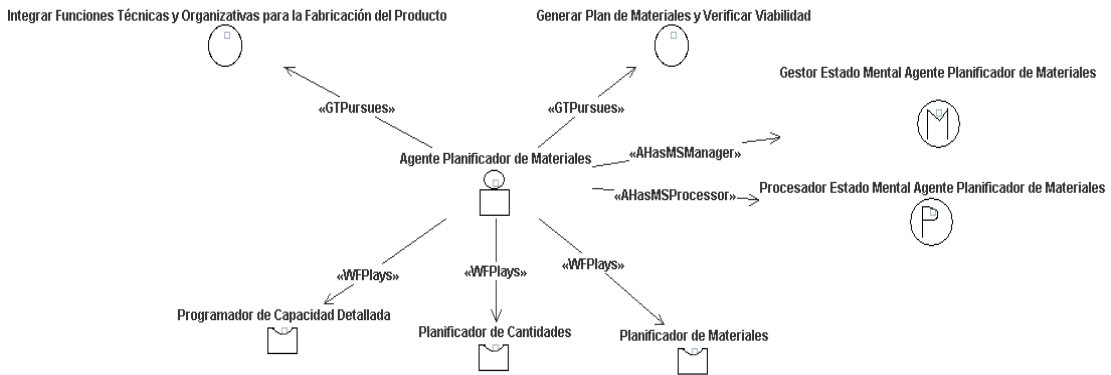 Integrar Funciones Técnicas y Organizativas para la Fabricación del Producto
Generar Plan de Materiales y Verificar Viabilidad
Gestor Estado Mental Agente Planificador de Materiales
«GTPursues»
«GTPursues»
M
Agente Planificador de Materiales
«AHasMSManager»
«AHasMSProcessor»
Procesador Estado Mental Agente Planificador de Materiales
P
«WFPlays»
«WFPlays»
«WFPlays»
Programador de Capacidad Detallada
Planificador de Cantidades
Planificador de Materiales